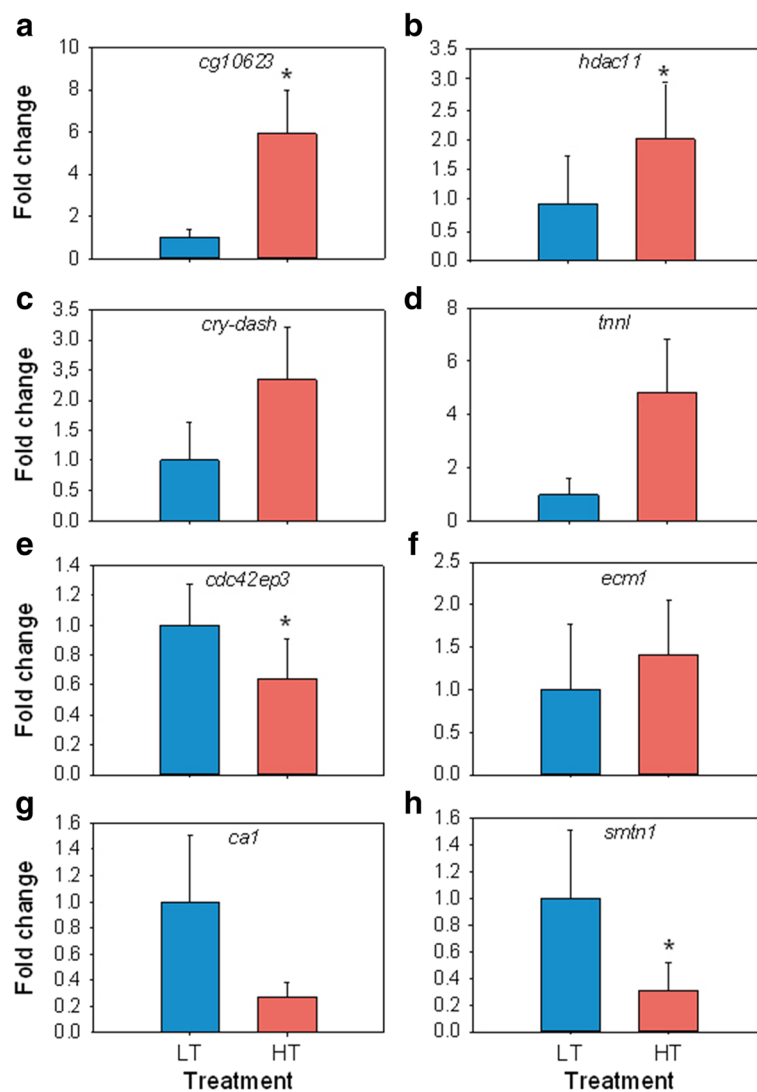 a
10
8
6
4
2
0
Fold change
cg10623
*
b
3.5
3.0
2.5
2.0
1.5
1.0
0.5
0.0
hdac11
*
c
3.5
3.0
3,5
2.0
1.5
1.0
0.5
0.0
Fold change
cry-dash
d
8
6
4
2
0
tnnl
e
1.4
1.2
1.0
0.8
0.6
0.4
0.2
0.0
Fold change
cdc42ep3
*
f
2.5
2.0
1.5
1.0
0.5
0.0
ecm1
g
1.6
1.4
1.2
1.0
0.8
0.6
0.4
0.2
0.0
Fold change
ca1
LT HT
Treatment
h
1.6
1.4
1.2
1.0
0.8
0.6
0.4
0.2
0.0
smtn1
*
LT HT
Treatment